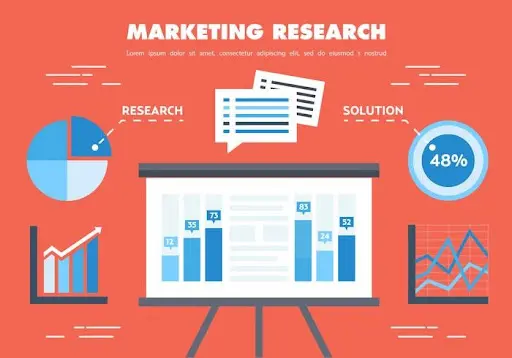 MARKETING RESEARCH
Lorem ipsum dolor sit amet, consectetur adipiscing elit, sed do eiusmod y nostrud
RESEARCH
SOLUTION
48%
12
55
73
83
24
52